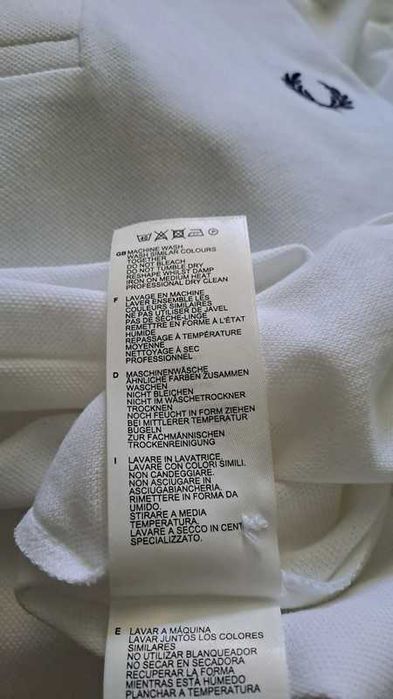 GB MACHINE WASH
WASH SIMILAR COLOURS
TOGETHER
DO NOT BLEACH
DO NOT TUMBLE DRY
RESHAPE WHILST DAMP
IRON ON MEDIUM HEAT
PROFESSIONAL DRY CLEAN
F LAVAGE EN MACHINE
LAVER ENSEMBLE LES
COULEURS SIMILAIRES
NE PAS UTILISER DE JAVEL
PAS DE SÈCHE-LINGE
REMETTRE EN FORME À L'ÉTAT
HUMIDE
REPASSAGE À TEMPÉRATURE
MOYENNE
NETTOYAGE À SEC
PROFESSIONNEL
D MASCHINENWÄSCHE
ÄHNLICHE FARBEN ZUSAMMEN
WASCHEN
NICHT BLEICHEN
NICHT IM WÄSCHETROCKNER
TROCKNEN
NOCH FEUCHT IN FORM ZIEHEN
BEI MITTLERER TEMPERATUR
BÜGELN
ZUR FACHMÄNNISCHEN
TROCKENREINIGUNG
I LAVARE IN LAVATRICE.
LAVARE CON COLORI SIMILI.
NON CANDEGGIARE.
NON ASCIUGARE IN
ASCIUGABIANCHERIA.
RIMETTERE IN FORMA DA
UMIDO.
STIRARE A MEDIA
TEMPERATURA.
LAVARE A SECCO IN CENT
SPECIALIZZATO.
E LAVAR A MÁQUINA
LAVAR JUNTOS LOS COLORES
SIMILARES
NO UTILIZAR BLANQUEADOR
NO SECAR EN SECADORA
RECUPERAR LA FORMA
MIENTRAS ESTÁ HÚMEDO
PLANCHAR A TEMPERATURA